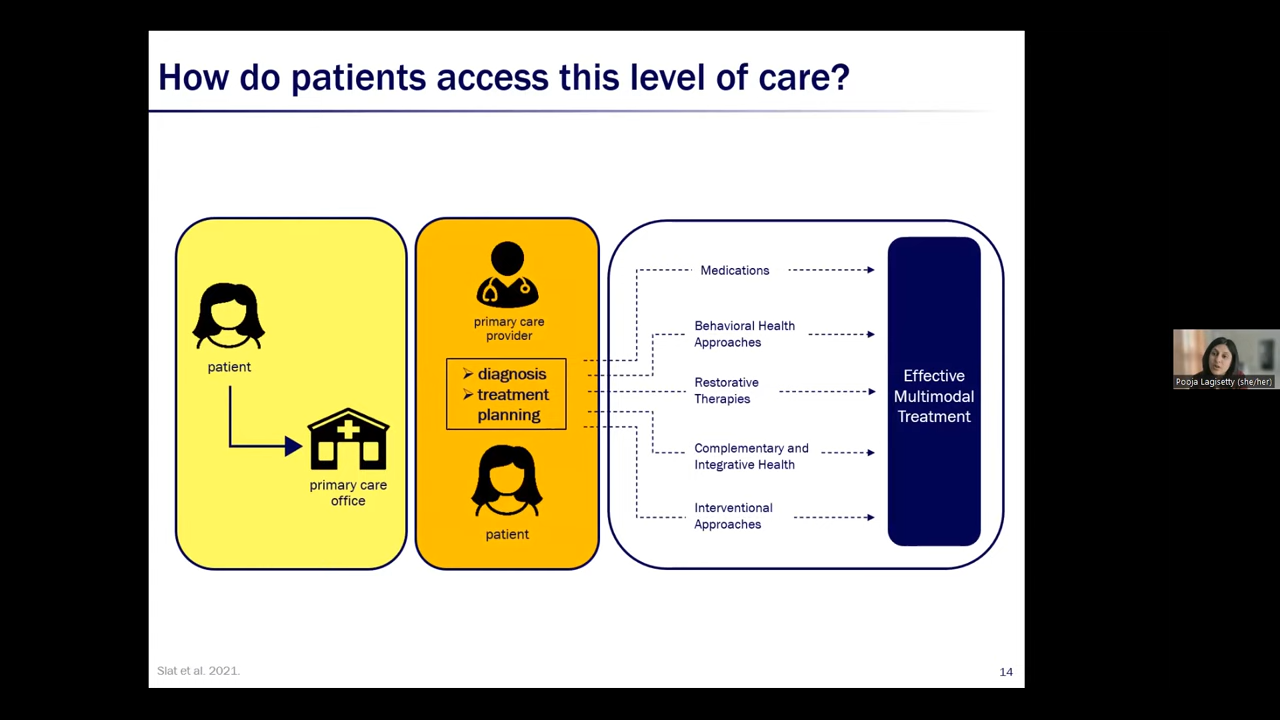 How do patients access this level of care?
patient
primary care
office
primary care
provider
➢ diagnosis
➢ treatment
planning
patient
Medications
Behavioral Health
Approaches
Restorative
Therapies
Complementary and
Integrative Health
Interventional
Approaches
Effective
Multimodal
Treatment
Slat et al. 2021.
14
Pooja Lagisetty (she/her)